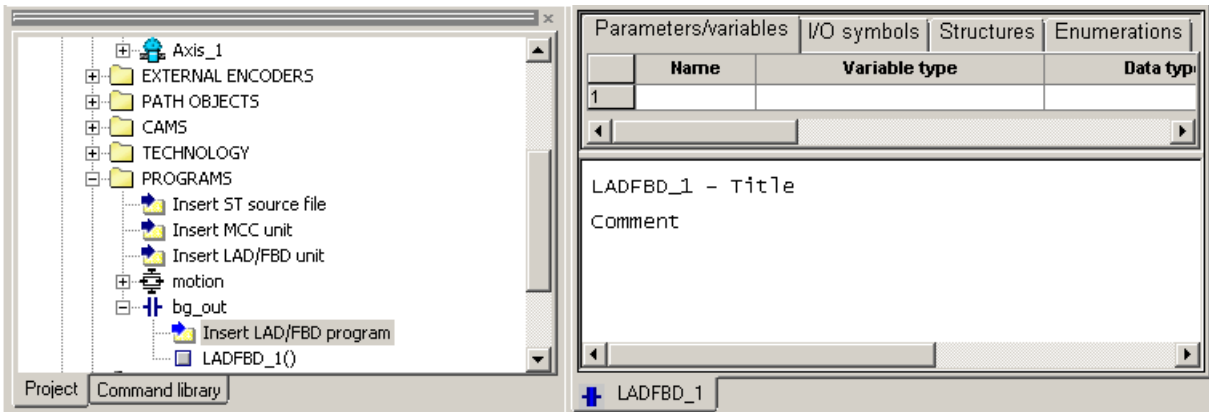 Axis_1
EXTERNAL ENCODERS
PATH OBJECTS
CAMS
TECHNOLOGY
PROGRAMS
Insert ST source file
Insert MCC unit
Insert LAD/FBD unit
motion
bg_out
Insert LAD/FBD program
LADFBD_1()
Project Command library
Parameters/variables I/O symbols Structures Enumerations
Name Variable type Data typ
1
LADFBD_1 – Title
Comment
LADFBD_1